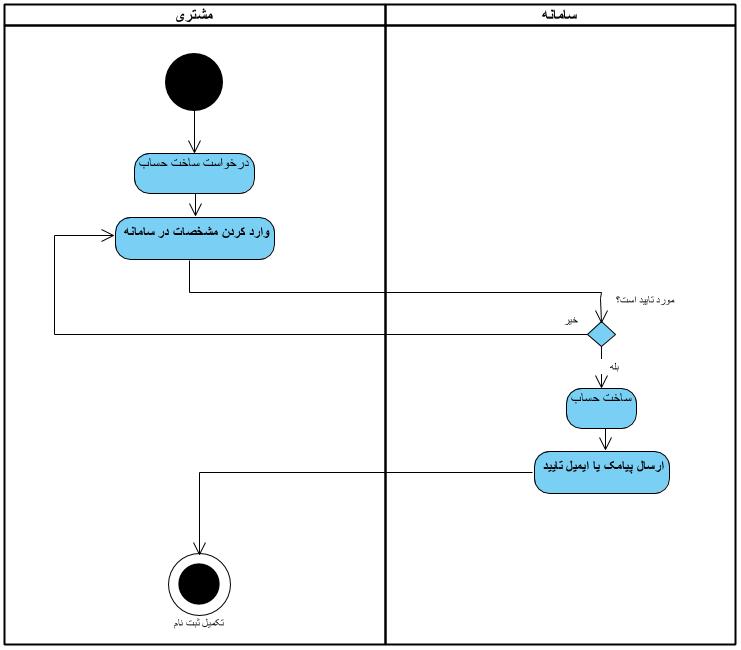 مشتری
سامانه
درخواست ساخت حساب
وارد کردن مشخصات در سامانه
مورد تایید است؟
خیر
بله
ساخت حساب
ارسال پیامک یا ایمیل تایید
تکمیل ثبت نام